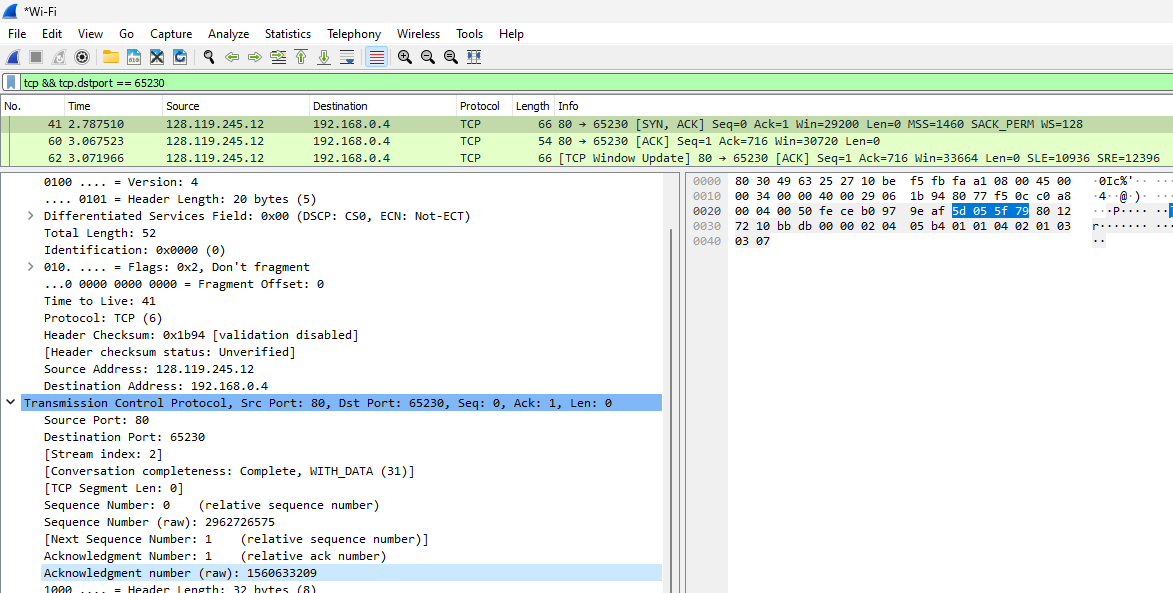 *Wi-Fi
File Edit View Go Capture Analyze Statistics Telephony Wireless Tools Help
tcp && tcp.dstport == 65230
No. Time Source Destination Protocol Length Info
41 2.787510 128.119.245.12 192.168.0.4 TCP 66 80 → 65230 [SYN, ACK] Seq=0 Ack=1 Win=29200 Len=0 MSS=1460 SACK_PERM WS=128
60 3.067523 128.119.245.12 192.168.0.4 TCP 54 80 → 65230 [ACK] Seq=1 Ack=716 Win=30720 Len=0
62 3.071966 128.119.245.12 192.168.0.4 TCP 66 [TCP Window Update] 80 → 65230 [ACK] Seq=1 Ack=716 Win=33664 Len=0 SLE=10936 SRE=12396
0100 .... = Version: 4
.... 0101 = Header Length: 20 bytes (5)
Differentiated Services Field: 0x00 (DSCP: CS0, ECN: Not-ECT)
Total Length: 52
Identification: 0x0000 (0)
010. .... = Flags: 0x2, Don't fragment
...0 0000 0000 0000 = Fragment Offset: 0
Time to Live: 41
Protocol: TCP (6)
Header Checksum: 0x1b94 [validation disabled]
[Header checksum status: Unverified]
Source Address: 128.119.245.12
Destination Address: 192.168.0.4
Transmission Control Protocol, Src Port: 80, Dst Port: 65230, Seq: 0, Ack: 1, Len: 0
Source Port: 80
Destination Port: 65230
[Stream index: 2]
[Conversation completeness: Complete, WITH_DATA (31)]
[TCP Segment Len: 0]
Sequence Number: 0 (relative sequence number)
Sequence Number (raw): 2962726575
[Next Sequence Number: 1 (relative sequence number)]
Acknowledgment Number: 1 (relative ack number)
Acknowledgment number (raw): 1560633209
1000 .... = Header Length: 32 bytes (8)
0000 80 30 49 63 25 27 10 be f5 fb fa a1 08 00 45 00 ·0Ic%'·· ···
0010 00 34 00 00 40 00 29 06 1b 94 80 77 f5 0c c0 a8 ·4··@·)·
0020 00 04 00 50 fe ce b0 97 9e af 5d 05 5f 79 80 12 ···P···· ··]
0030 72 10 bb db 00 00 02 04 05 b4 01 01 04 02 01 03 r······· ···
0040 03 07 ··